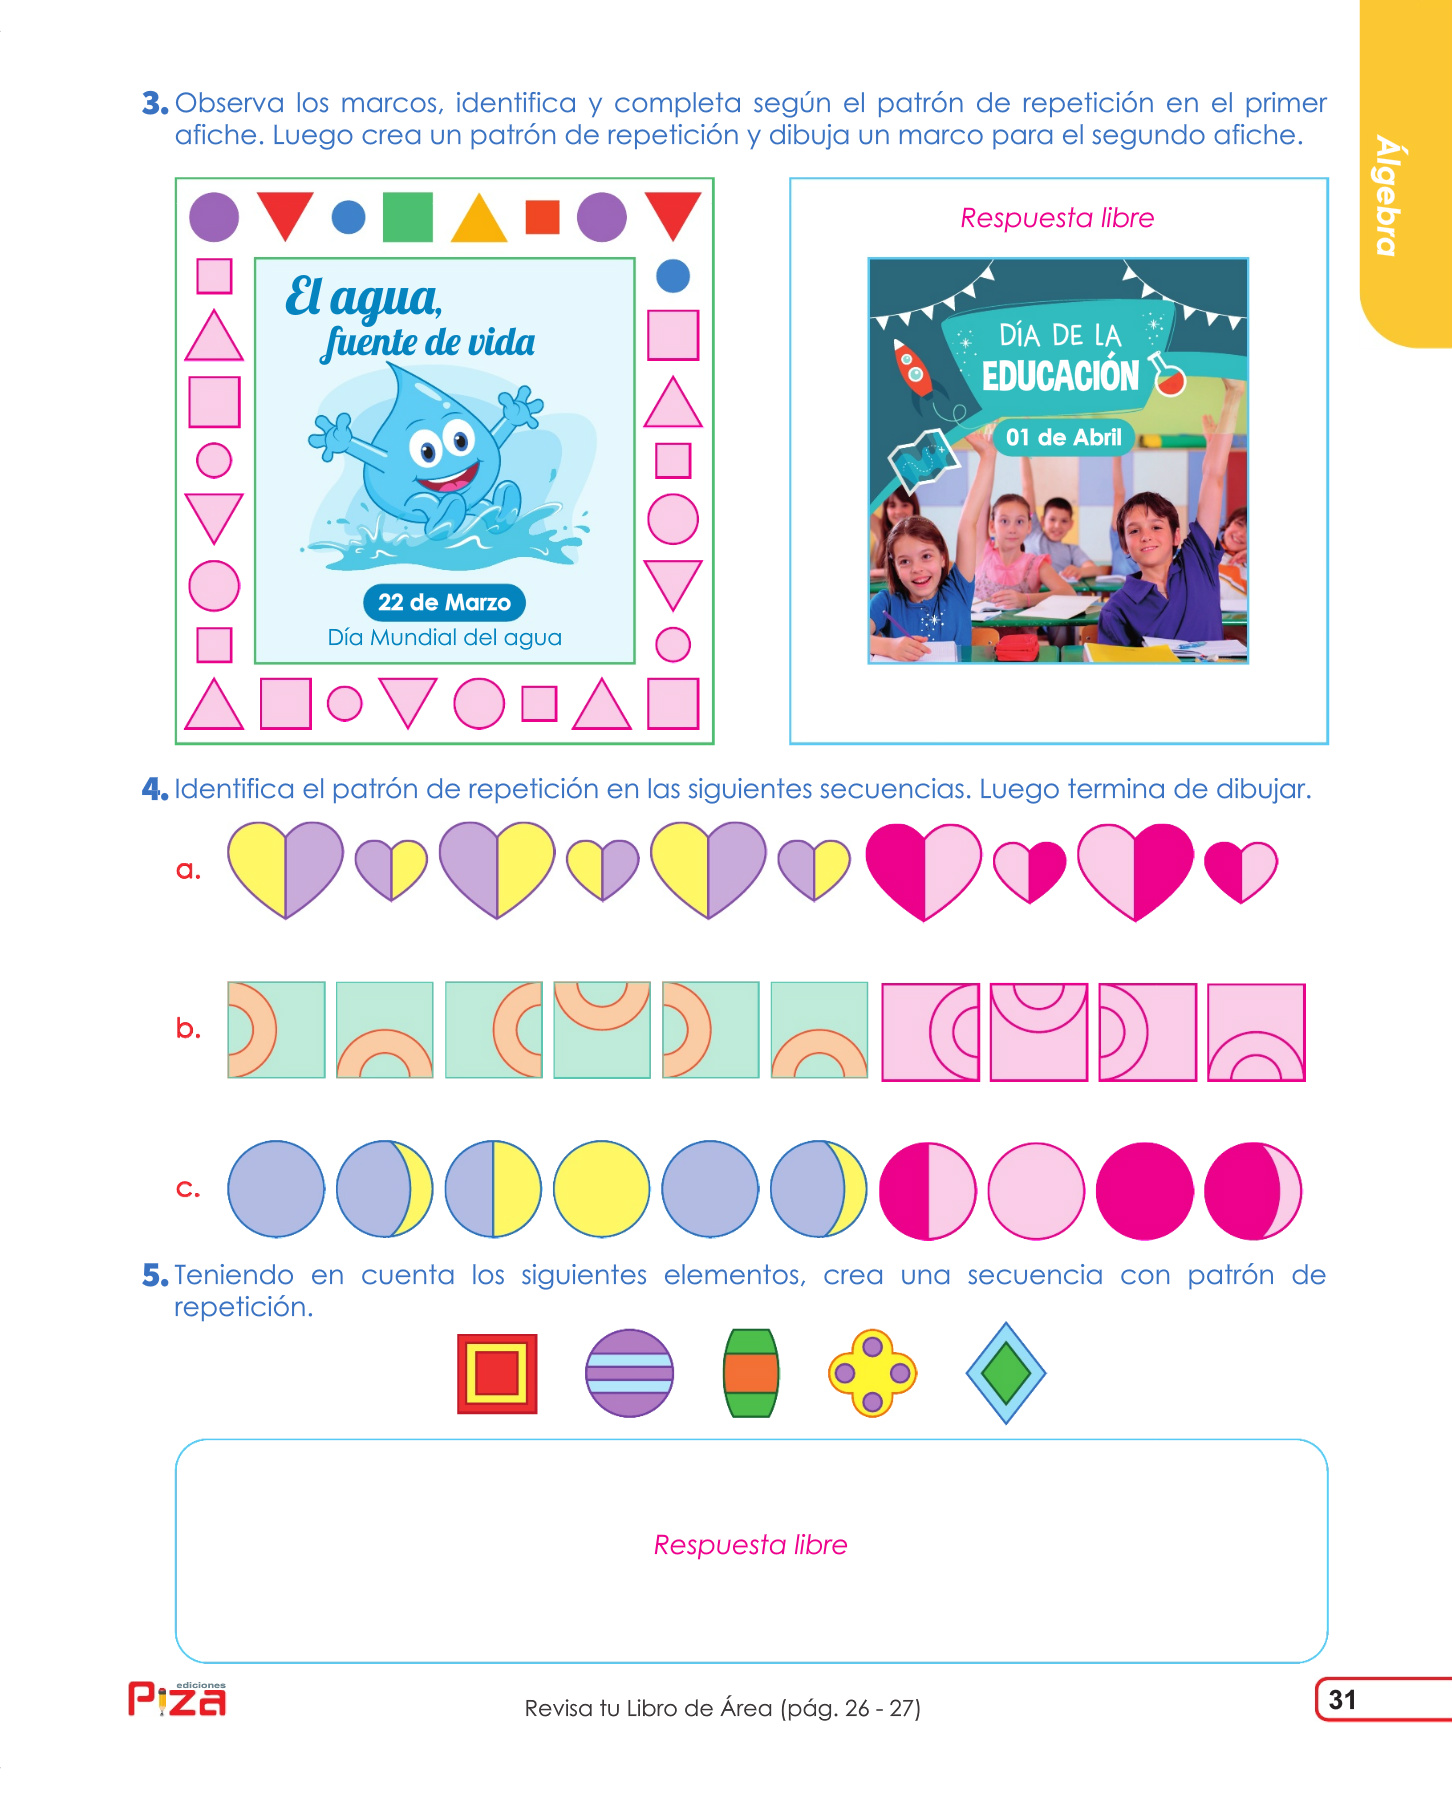 Álgebra
3. Observa los marcos, identifica y completa según el patrón de repetición en el primer
afiche. Luego crea un patrón de repetición y dibuja un marco para el segundo afiche.
El agua,
fuente de vida
22 de Marzo
Día Mundial del agua
Respuesta libre
DÍA DE LA
EDUCACIÓN
01 de Abril
4. Identifica el patrón de repetición en las siguientes secuencias. Luego termina de dibujar.
a.
b.
c.
5. Teniendo en cuenta los siguientes elementos, crea una secuencia con patrón de
repetición.
Respuesta libre
ediciones
Piza
Revisa tu Libro de Área (pág. 26 - 27)
31